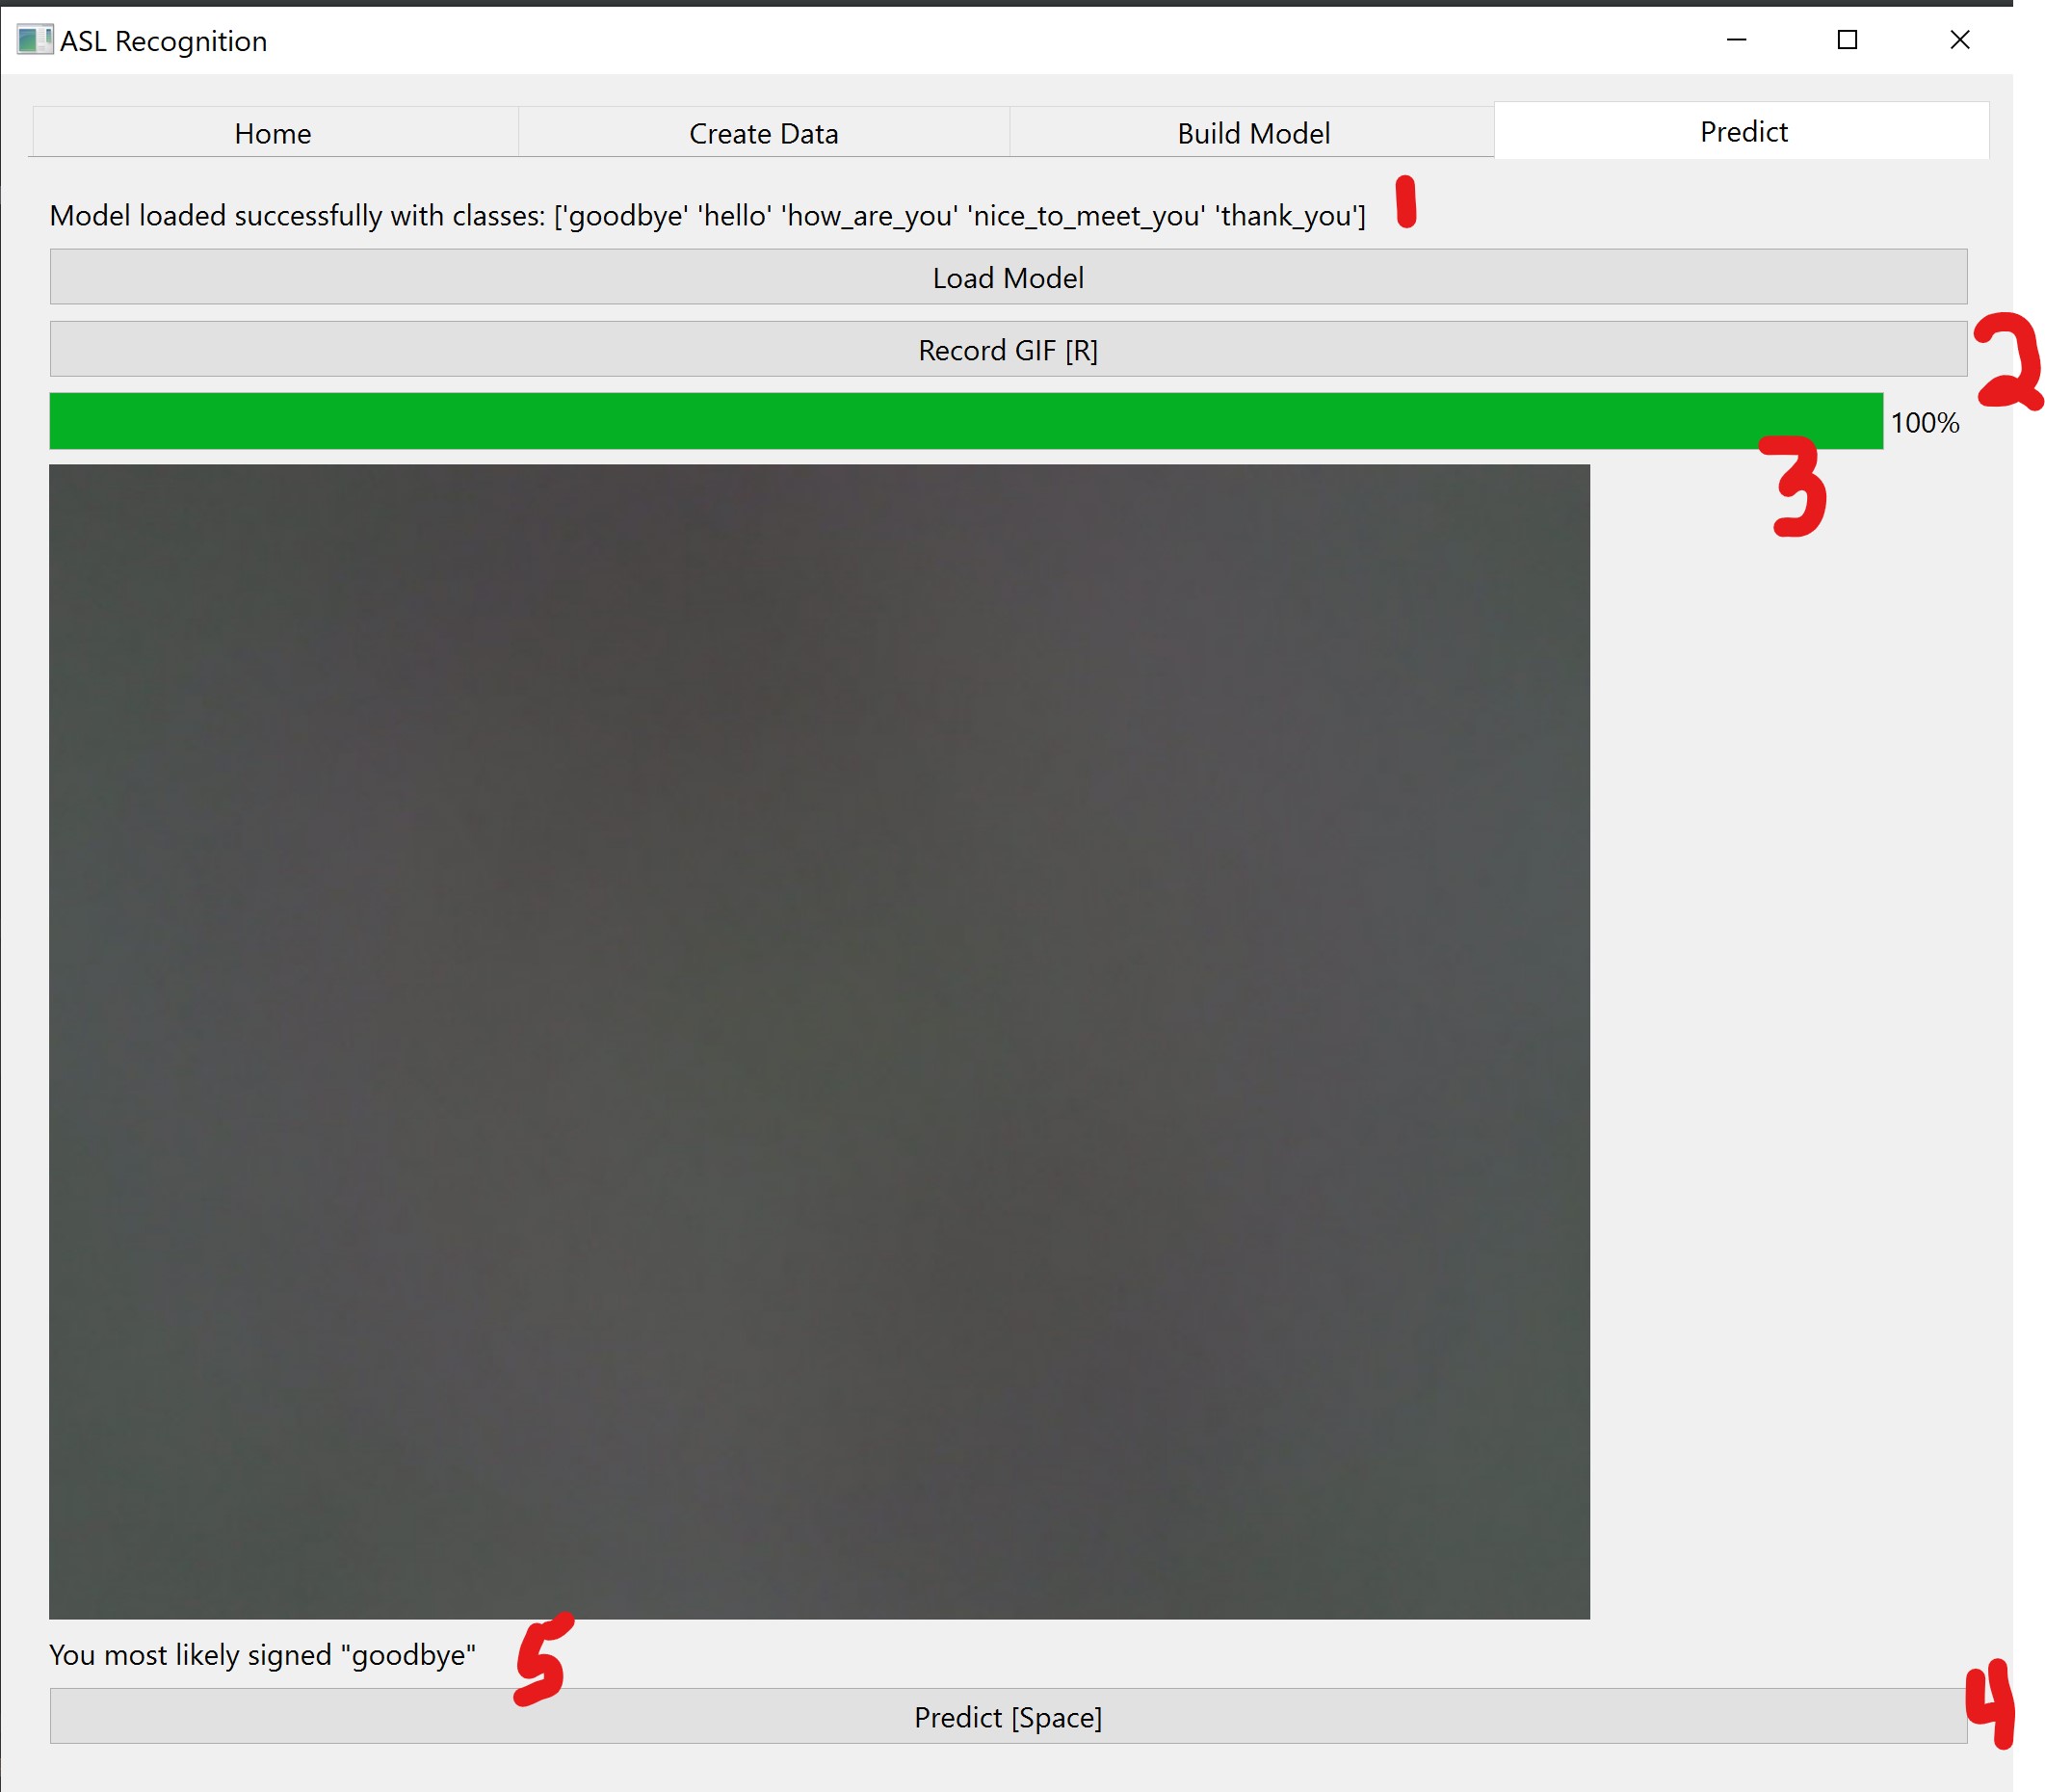 ASL Recognition
Home Create Data Build Model Predict
Model loaded successfully with classes: ['goodbye' 'hello' 'how_are_you' 'nice_to_meet_you' 'thank_you'] 1
Load Model
Record GIF [R] 2
100%
3
You most likely signed "goodbye" 5
Predict [Space] 4